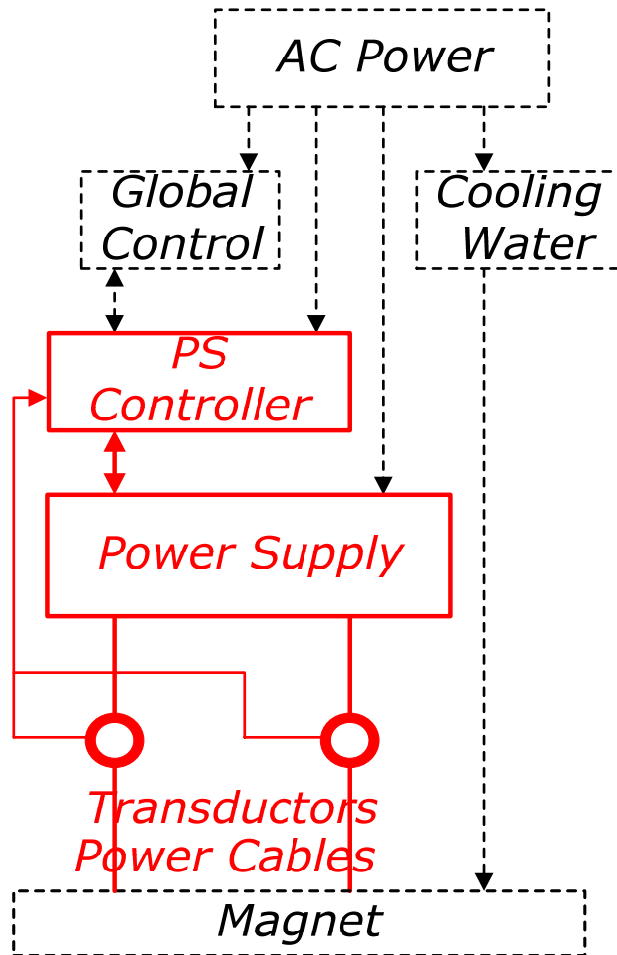 AC Power
Global
Control
Cooling
Water
PS
Controller
Power Supply
Transductors
Power Cables
Magnet